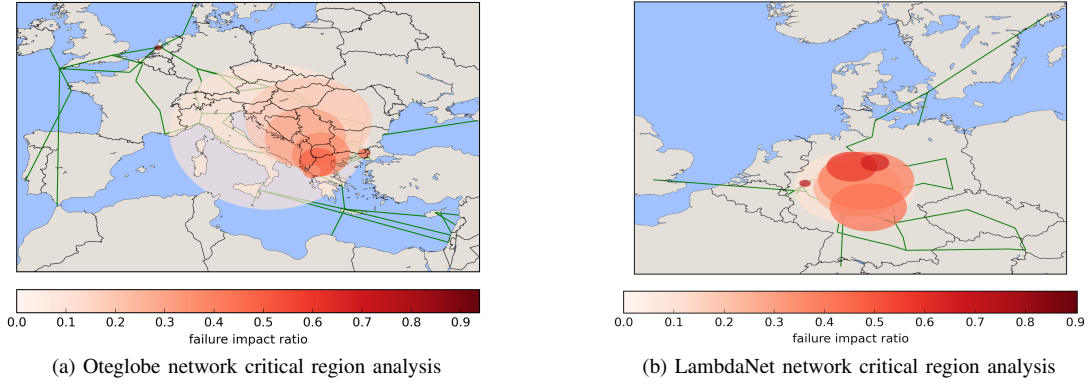 0.0 0.1 0.2 0.3 0.4 0.5 0.6 0.7 0.8 0.9
failure impact ratio
(a) Oteglobe network critical region analysis
0.0 0.1 0.2 0.3 0.4 0.5 0.6 0.7 0.8 0.9
failure impact ratio
(b) LambdaNet network critical region analysis